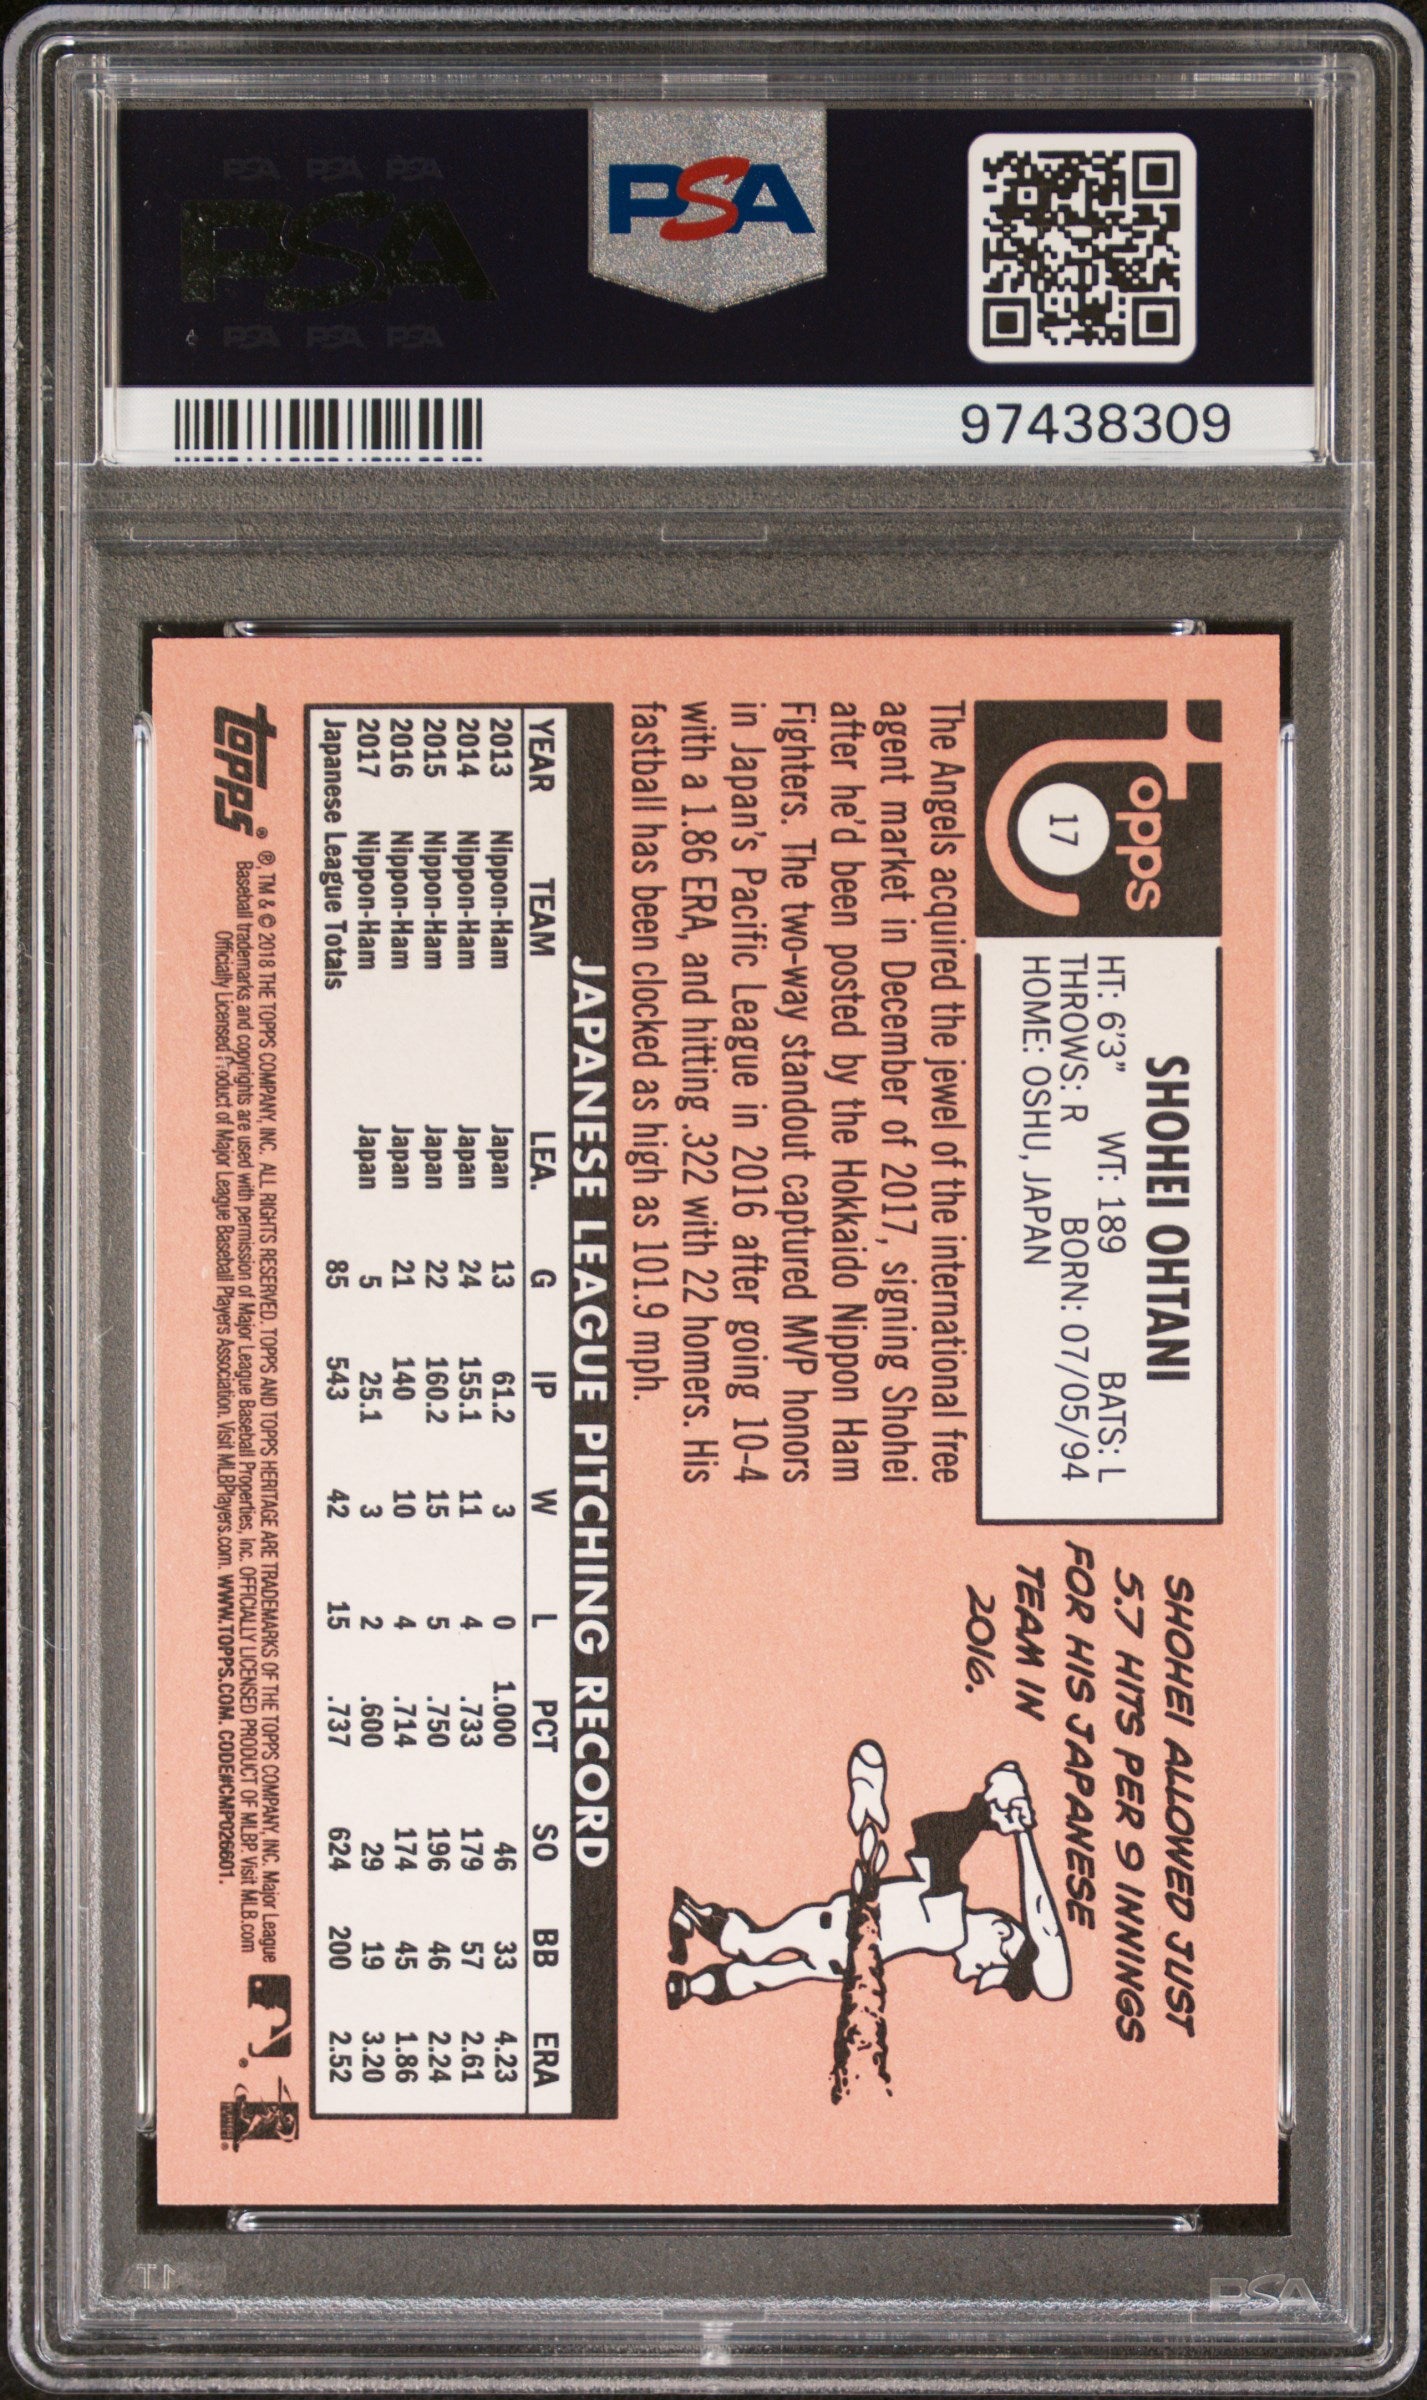 PSA PSA PSA
PSA
PSA PSA PSA
PSA
97438309
Topps
17
SHOHEI OHTANI
HT: 6'3" WT: 189 BATS: L
THROWS: R BORN: 07/05/94
HOME: OSHU, JAPAN
SHOHEI ALLOWED JUST
5.7 HITS PER 9 INNINGS
FOR HIS JAPANESE
TEAM IN
2016.
The Angels acquired the jewel of the international free
agent market in December of 2017, signing Shohei
after he'd been posted by the Hokkaido Nippon Ham
Fighters. The two-way standout captured MVP honors
in Japan's Pacific League in 2016 after going 10-4
with a 1.86 ERA, and hitting .322 with 22 homers. His
fastball has been clocked as high as 101.9 mph.
JAPANESE LEAGUE PITCHING RECORD
YEAR TEAM LEA. G IP W L PCT SO BB ERA
2013 Nippon-Ham Japan 13 61.2 3 0 1.000 46 33 4.23
2014 Nippon-Ham Japan 24 155.1 11 4 .733 179 57 2.61
2015 Nippon-Ham Japan 22 160.2 15 5 .750 196 46 2.24
2016 Nippon-Ham Japan 21 140 10 4 .714 174 45 1.86
2017 Nippon-Ham Japan 5 25.1 3 2 .600 29 19 3.20
Japanese League Totals 85 543 42 15 .737 624 200 2.52
topps®
®, TM & © 2018 THE TOPPS COMPANY, INC. ALL RIGHTS RESERVED. TOPPS AND TOPPS HERITAGE ARE TRADEMARKS OF THE TOPPS COMPANY, INC. Major League
Baseball trademarks and copyrights are used with permission of Major League Baseball Properties, Inc. OFFICIALLY LICENSED PRODUCT OF MLBP. Visit MLB.com
Officially Licensed Product of Major League Baseball Players Association. Visit MLBPlayers.com. WWW.TOPPS.COM. CODE#CMP026601.
PSA